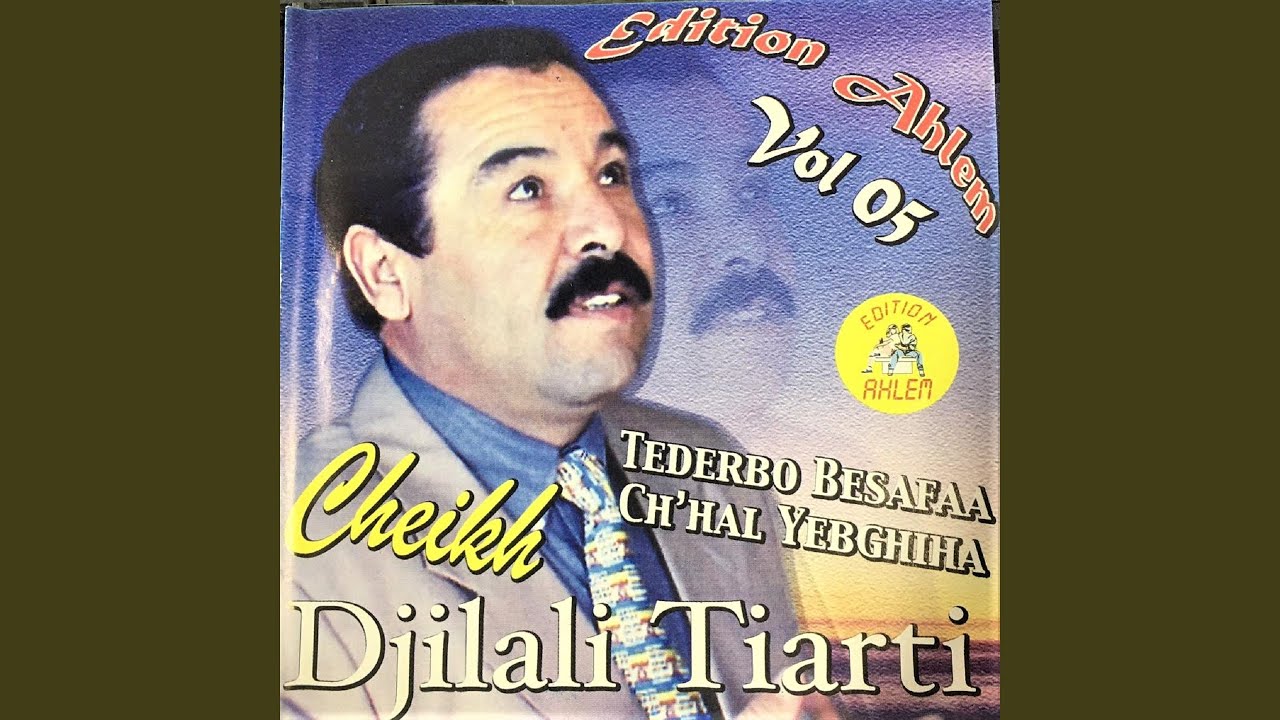 Edition Ahlem
Vol 05
EDITION
AHLEM
TEDERBO BESAFAA
CH'HAL YEBGHIHA
Cheikh
Djilali Tiarti